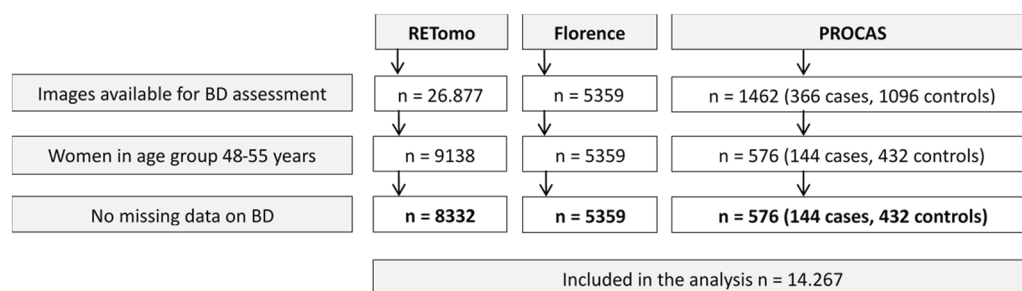 RETomo Florence PROCAS
Images available for BD assessment n = 26.877 n = 5359 n = 1462 (366 cases, 1096 controls)
Women in age group 48-55 years n = 9138 n = 5359 n = 576 (144 cases, 432 controls)
No missing data on BD n = 8332 n = 5359 n = 576 (144 cases, 432 controls)
Included in the analysis n = 14.267